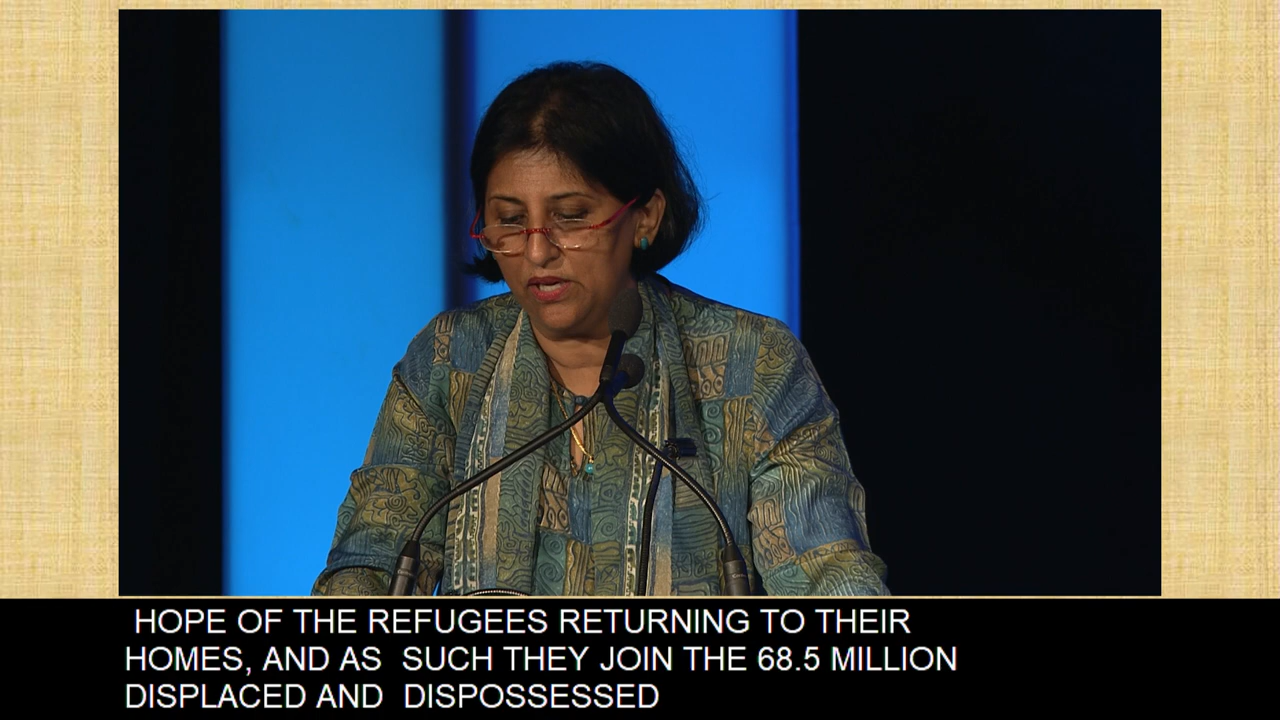 HOPE OF THE REFUGEES RETURNING TO THEIR
HOMES, AND AS SUCH THEY JOIN THE 68.5 MILLION
DISPLACED AND DISPOSSESSED